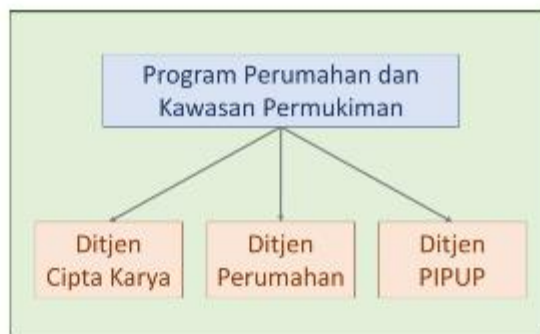 Program Perumahan dan
Kawasan Permukiman
Ditjen
Cipta Karya
Ditjen
Perumahan
Ditjen
PIPUP